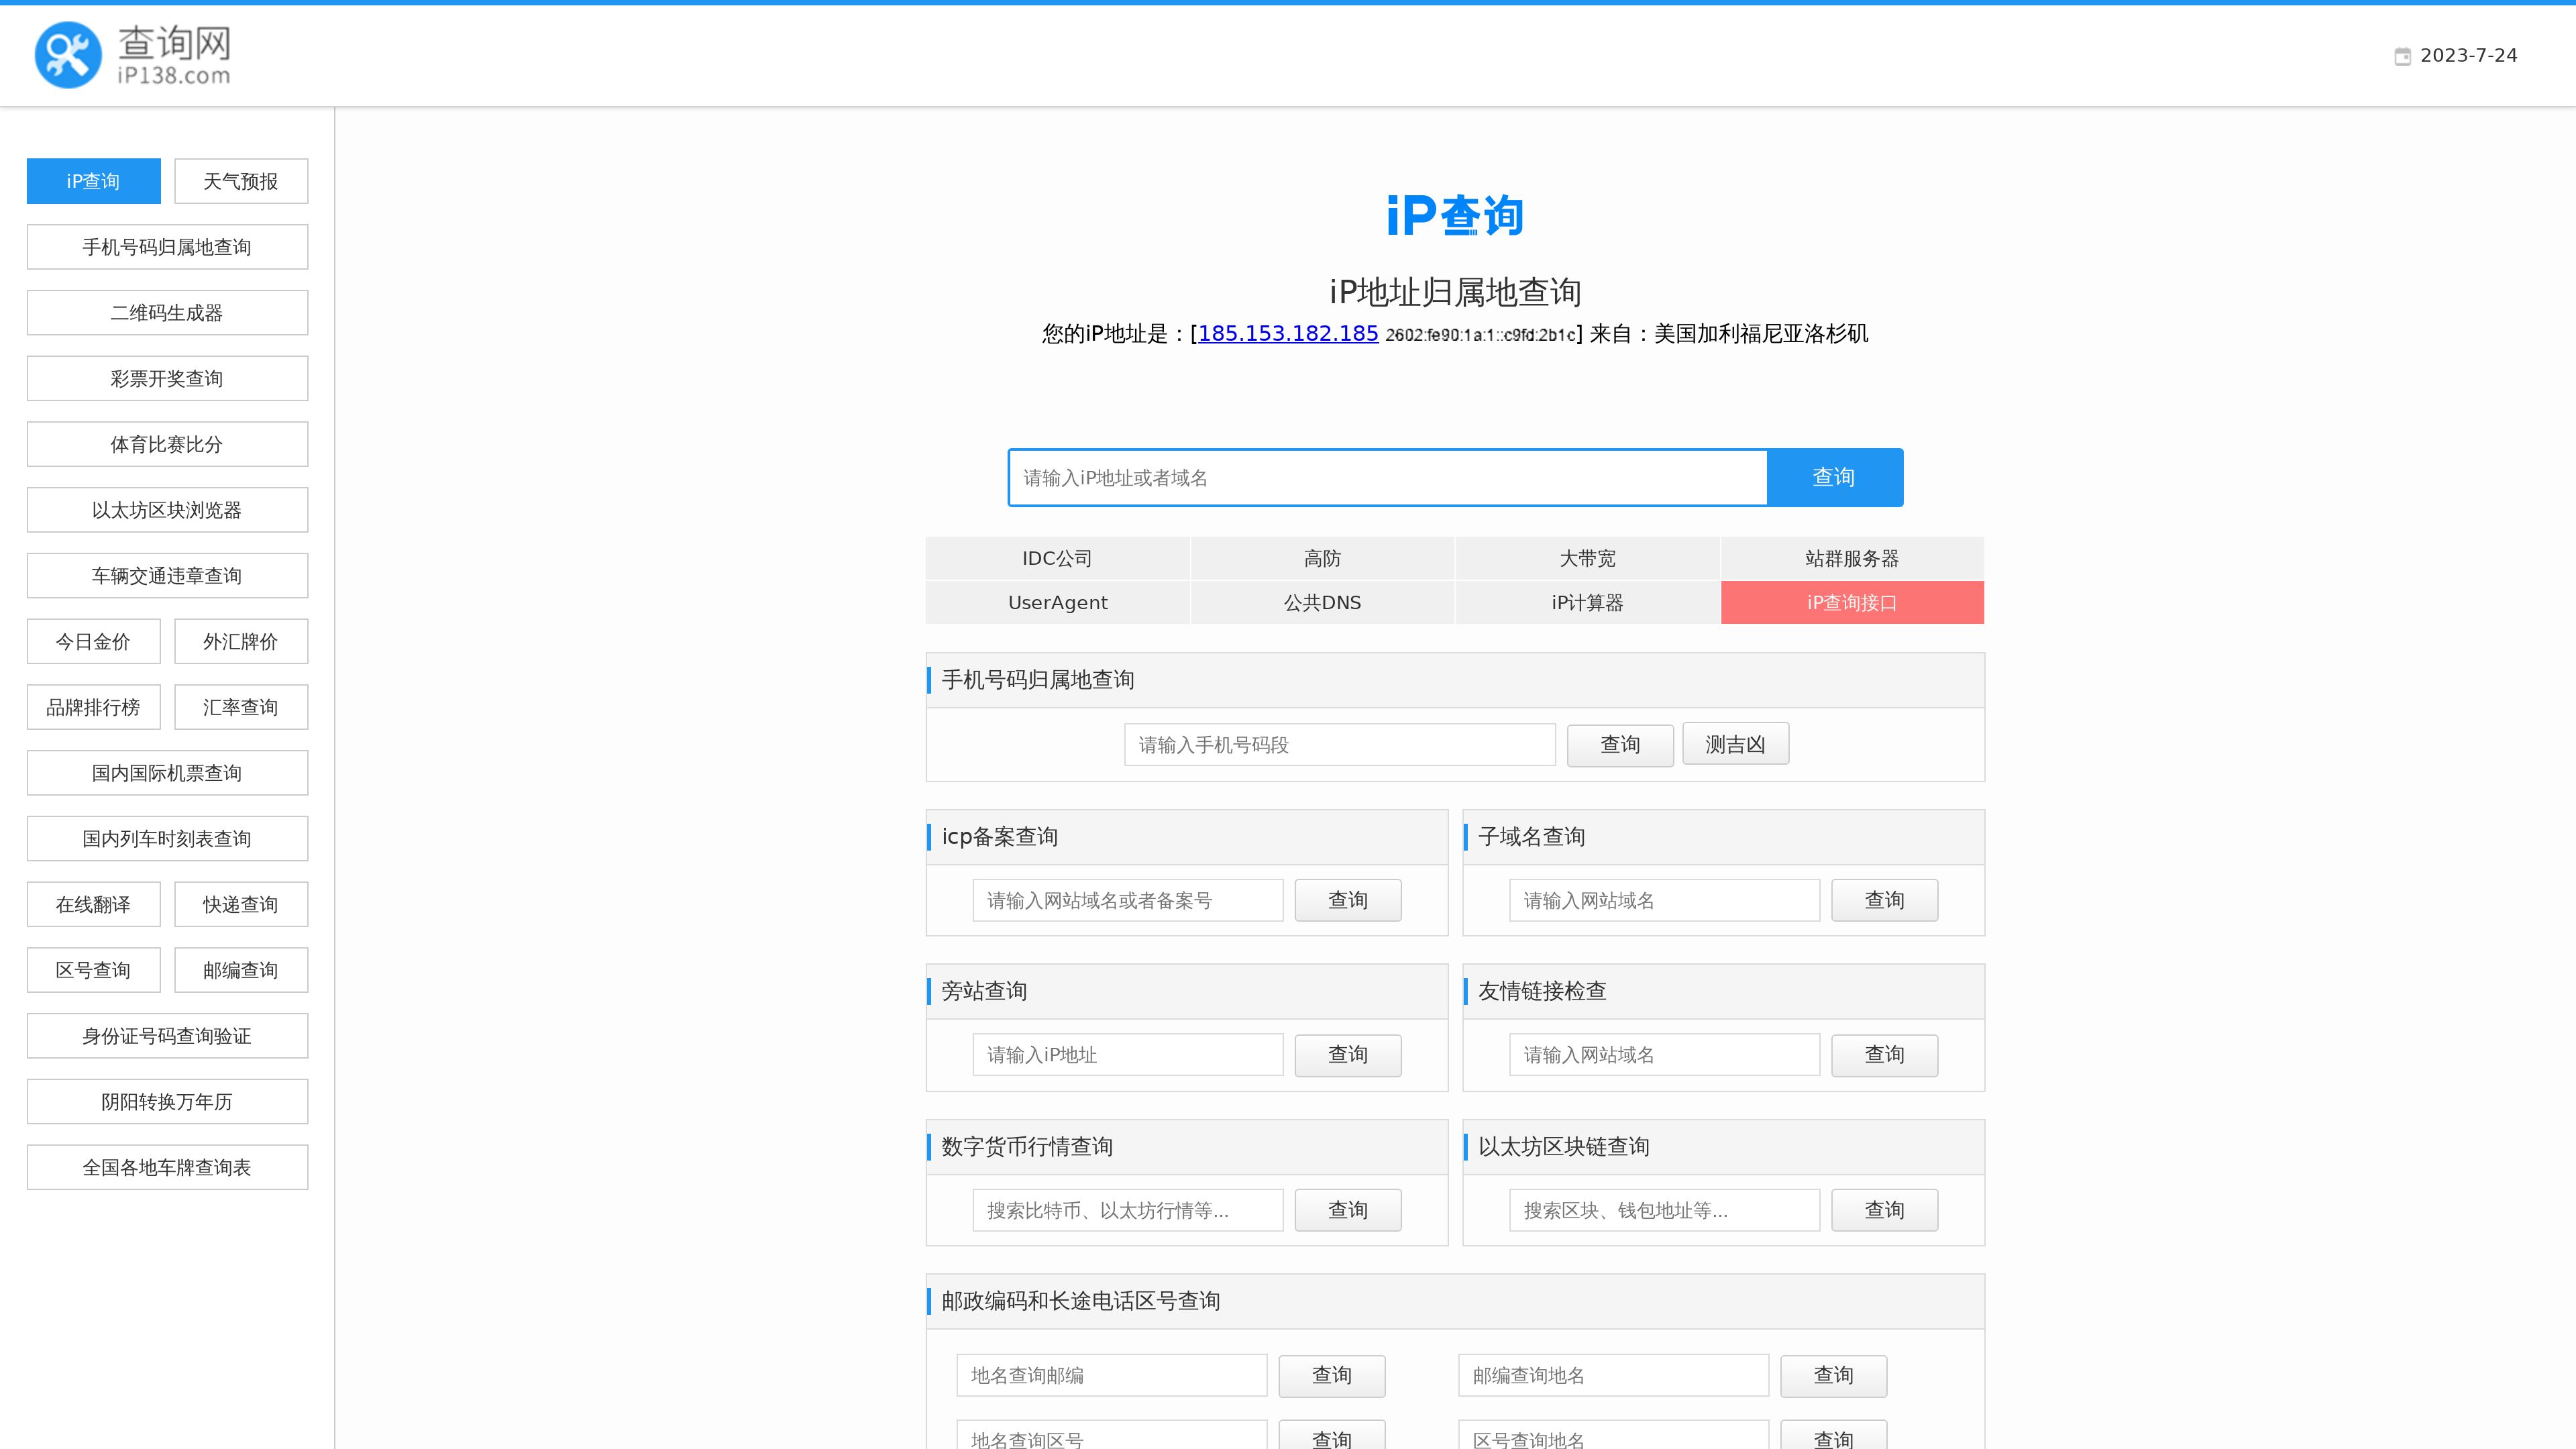 查询网
iP138.com
2023-7-24
iP查询
天气预报
手机号码归属地查询
二维码生成器
彩票开奖查询
体育比赛比分
以太坊区块浏览器
车辆交通违章查询
今日金价
外汇牌价
品牌排行榜
汇率查询
国内国际机票查询
国内列车时刻表查询
在线翻译
快递查询
区号查询
邮编查询
身份证号码查询验证
阴阳转换万年历
全国各地车牌查询表
iP查询
iP地址归属地查询
您的iP地址是：[185.153.182.185 2602:fe90:1a:1::c9fd:2b1c] 来自：美国加利福尼亚洛杉矶
请输入iP地址或者域名 查询
IDC公司 高防 大带宽 站群服务器
UserAgent 公共DNS iP计算器 iP查询接口
手机号码归属地查询
请输入手机号码段 查询 测吉凶
icp备案查询
请输入网站域名或者备案号 查询
子域名查询
请输入网站域名 查询
旁站查询
请输入iP地址 查询
友情链接检查
请输入网站域名 查询
数字货币行情查询
搜索比特币、以太坊行情等... 查询
以太坊区块链查询
搜索区块、钱包地址等... 查询
邮政编码和长途电话区号查询
地名查询邮编 查询 邮编查询地名 查询
地名查询区号 查询 区号查询地名 查询